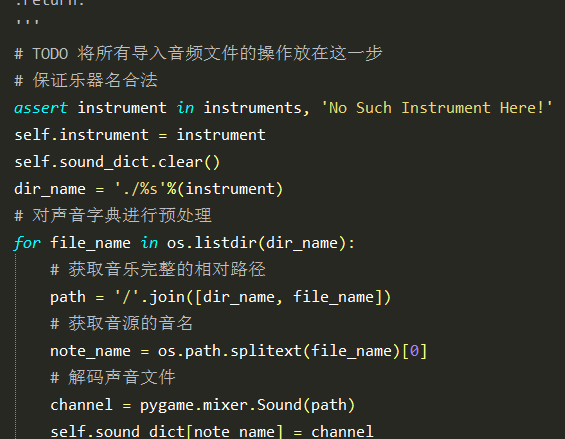 :return:
'''
# TODO 将所有导入音频文件的操作放在这一步
# 保证乐器名合法
assert instrument in instruments, 'No Such Instrument Here!'
self.instrument = instrument
self.sound_dict.clear()
dir_name = './%s'%(instrument)
# 对声音字典进行预处理
for file_name in os.listdir(dir_name):
# 获取音乐完整的相对路径
path = '/'.join([dir_name, file_name])
# 获取音源的音名
note_name = os.path.splitext(file_name)[0]
# 解码声音文件
channel = pygame.mixer.Sound(path)
self.sound_dict[note_name] = channel